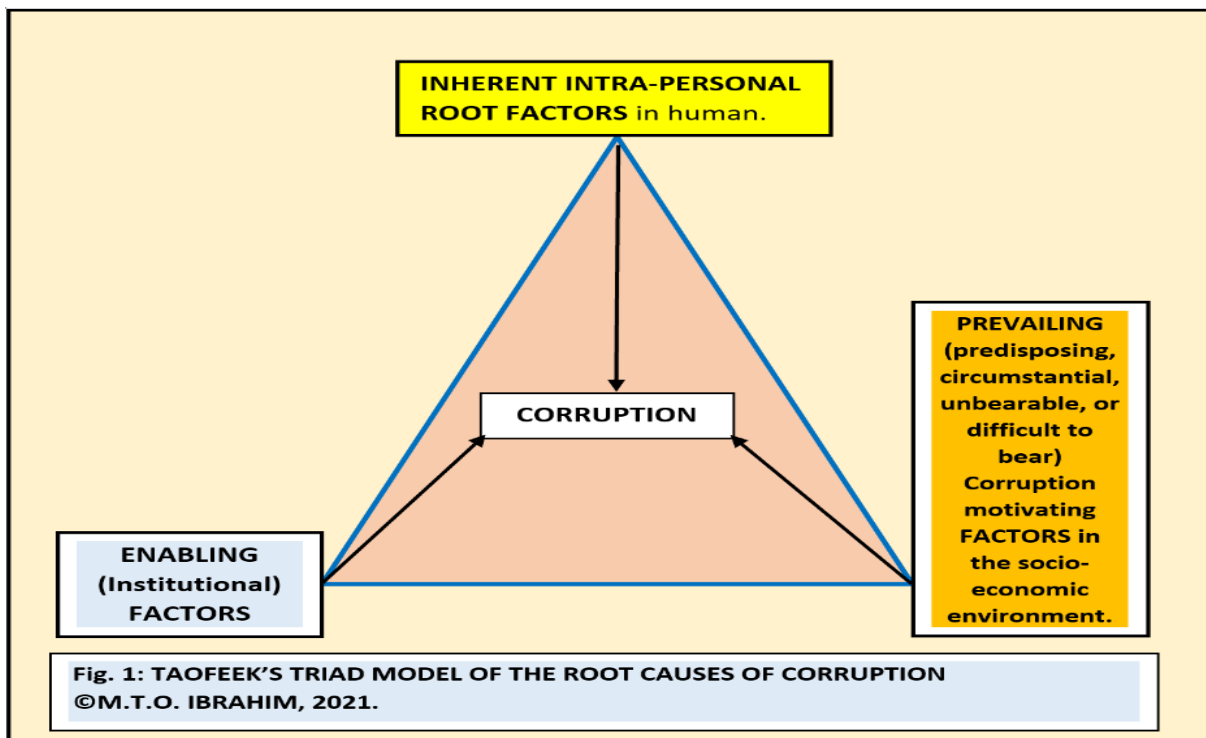 INHERENT INTRA-PERSONAL
ROOT FACTORS in human.
CORRUPTION
PREVAILING
(predisposing,
circumstantial,
unbearable, or
difficult to
bear)
Corruption
motivating
FACTORS in
the socio-
economic
environment.
ENABLING
(Institutional)
FACTORS
Fig. 1: TAOFEEK’S TRIAD MODEL OF THE ROOT CAUSES OF CORRUPTION
©M.T.O. IBRAHIM, 2021.